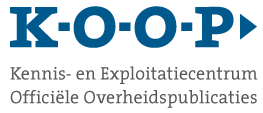 K-O-O-P
Kennis- en Exploitatiecentrum
Officiële Overheidspublicaties